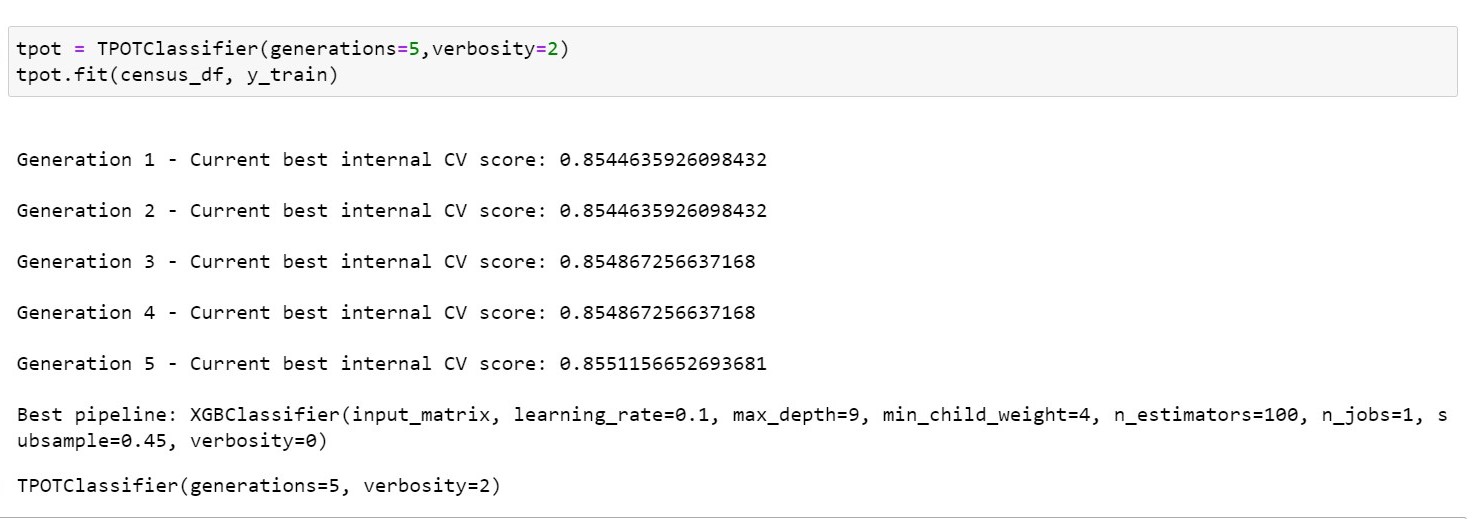 tpot = TPOTClassifier(generations=5,verbosity=2)
tpot.fit(census_df, y_train)
Generation 1 - Current best internal CV score: 0.8544635926098432
Generation 2 - Current best internal CV score: 0.8544635926098432
Generation 3 - Current best internal CV score: 0.854867256637168
Generation 4 - Current best internal CV score: 0.854867256637168
Generation 5 - Current best internal CV score: 0.8551156652693681
Best pipeline: XGBClassifier(input_matrix, learning_rate=0.1, max_depth=9, min_child_weight=4, n_estimators=100, n_jobs=1, s
ubsample=0.45, verbosity=0)
TPOTClassifier(generations=5, verbosity=2)